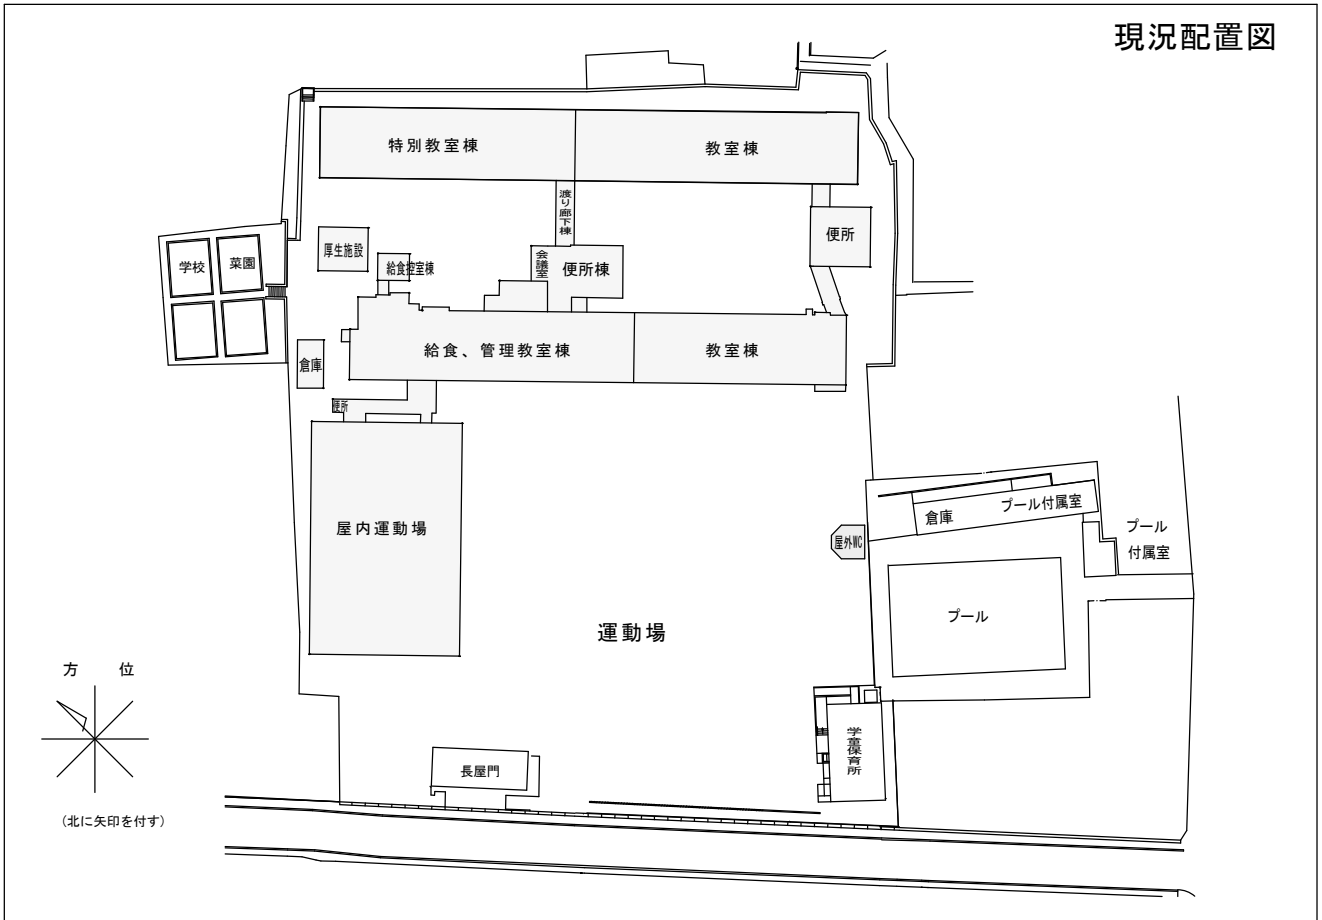 現況配置図
特別教室棟
教室棟
渡り廊下棟
便所
厚生施設
給食控室棟
会議室
便所棟
学校
菜園
給食、管理教室棟
教室棟
倉庫
便所
屋内運動場
倉庫
プール付属室
プール
付属室
屋外WC
プール
運動場
方 位
学童保育所
長屋門
(北に矢印を付す)